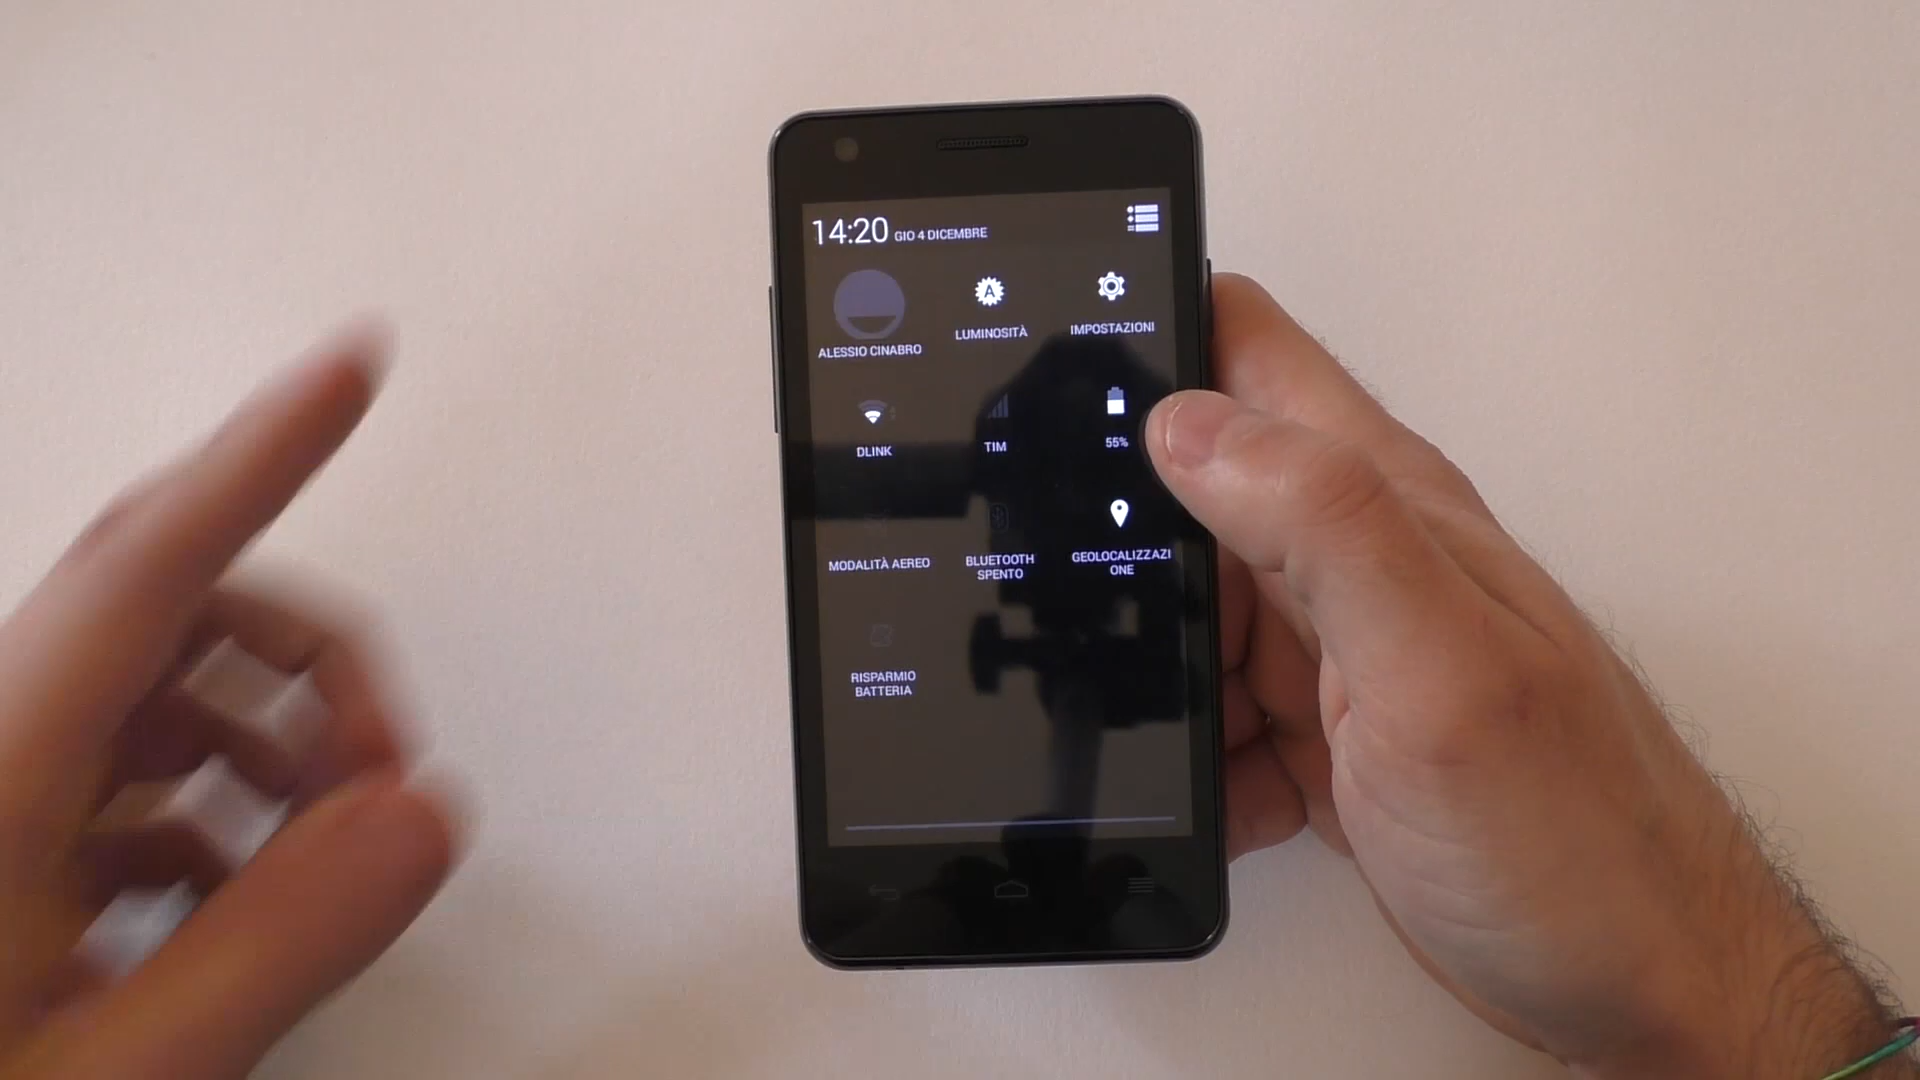 14:20 GIO 4 DICEMBRE
ALESSIO CINABRO
LUMINOSITÀ
IMPOSTAZIONI
DLINK
TIM
55%
MODALITÀ AEREO
BLUETOOTH
SPENTO
GEOLOCALIZZAZI
ONE
RISPARMIO
BATTERIA